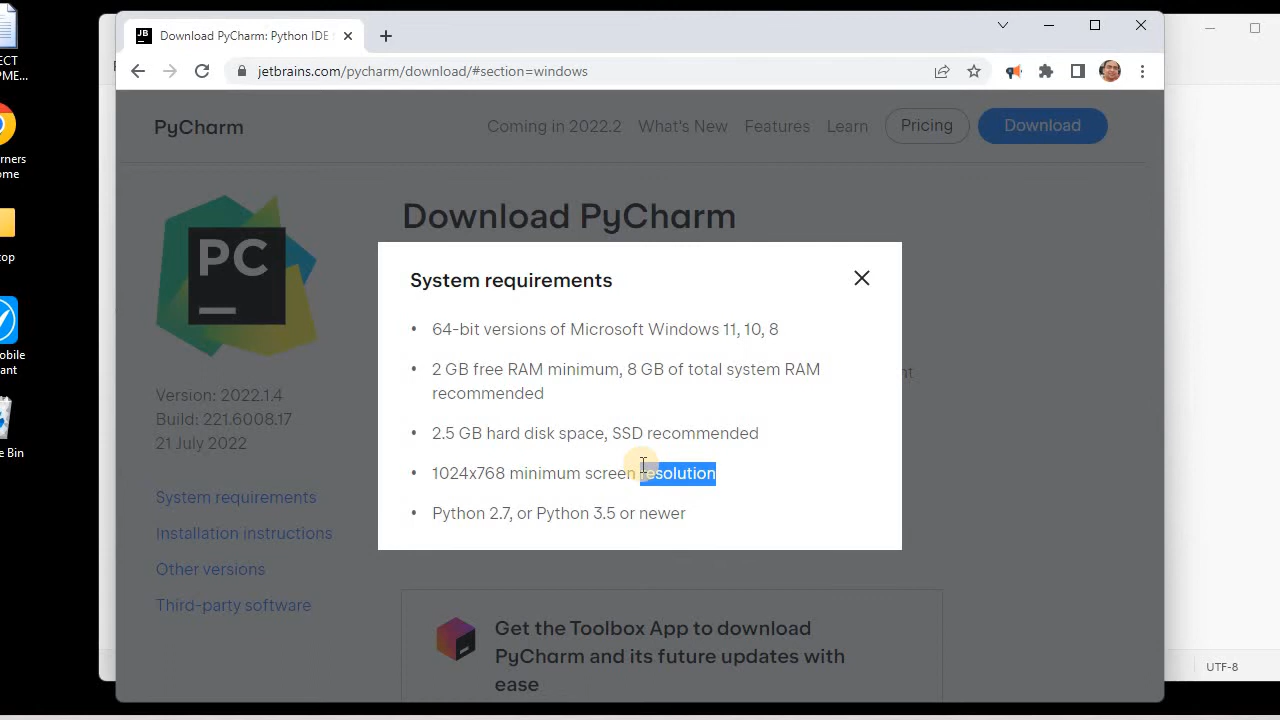 Download PyCharm: Python IDE
jetbrains.com/pycharm/download/#section=windows
PyCharm
Coming in 2022.2
What's New
Features
Learn
Pricing
Download
PC
Version: 2022.1.4
Build: 221.6008.17
21 July 2022
System requirements
Installation instructions
Other versions
Third-party software
Download PyCharm
System requirements
• 64-bit versions of Microsoft Windows 11, 10, 8
• 2 GB free RAM minimum, 8 GB of total system RAM
recommended
• 2.5 GB hard disk space, SSD recommended
• 1024x768 minimum screen resolution
• Python 2.7, or Python 3.5 or newer
Get the Toolbox App to download
PyCharm and its future updates with
ease
UTF-8